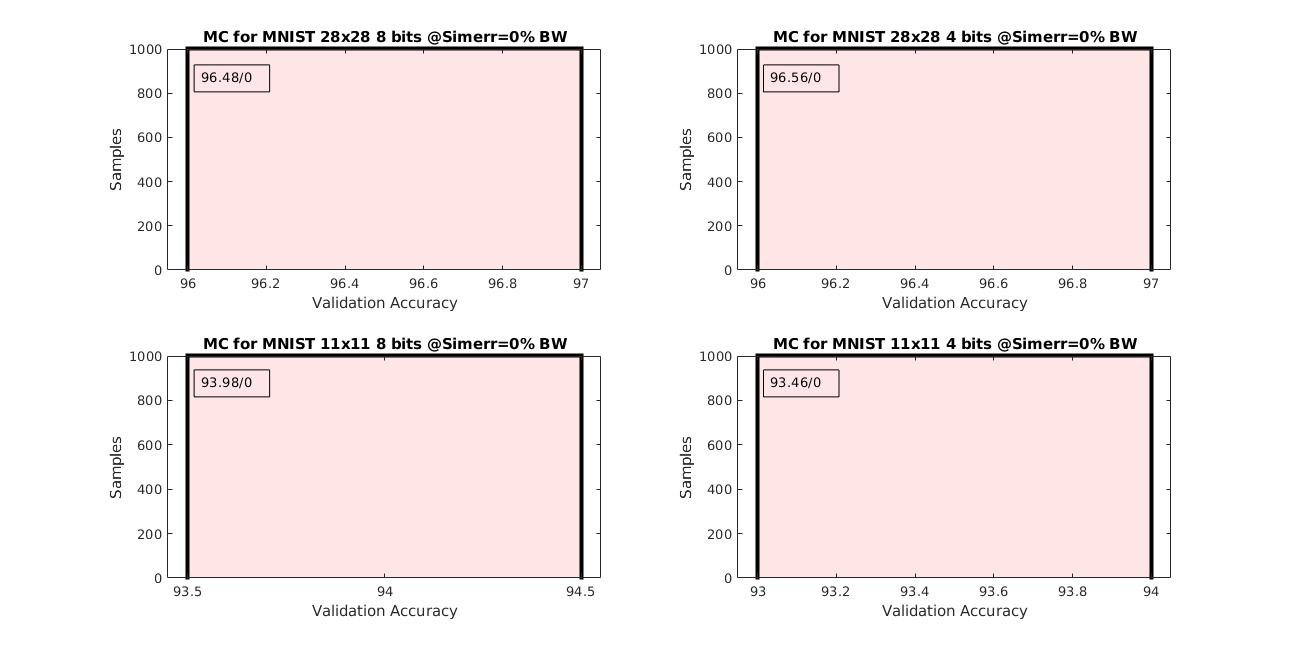 MC for MNIST 28x28 8 bits @Simerr=0% BW
1000
800
600
400
200
0
Samples
96.48/0
96 96.2 96.4 96.6 96.8 97
Validation Accuracy
MC for MNIST 28x28 4 bits @Simerr=0% BW
1000
800
600
400
200
0
Samples
96.56/0
96 96.2 96.4 96.6 96.8 97
Validation Accuracy
MC for MNIST 11x11 8 bits @Simerr=0% BW
1000
800
600
400
200
0
Samples
93.98/0
93.5 94 94.5
Validation Accuracy
MC for MNIST 11x11 4 bits @Simerr=0% BW
1000
800
600
400
200
0
Samples
93.46/0
93 93.2 93.4 93.6 93.8 94
Validation Accuracy